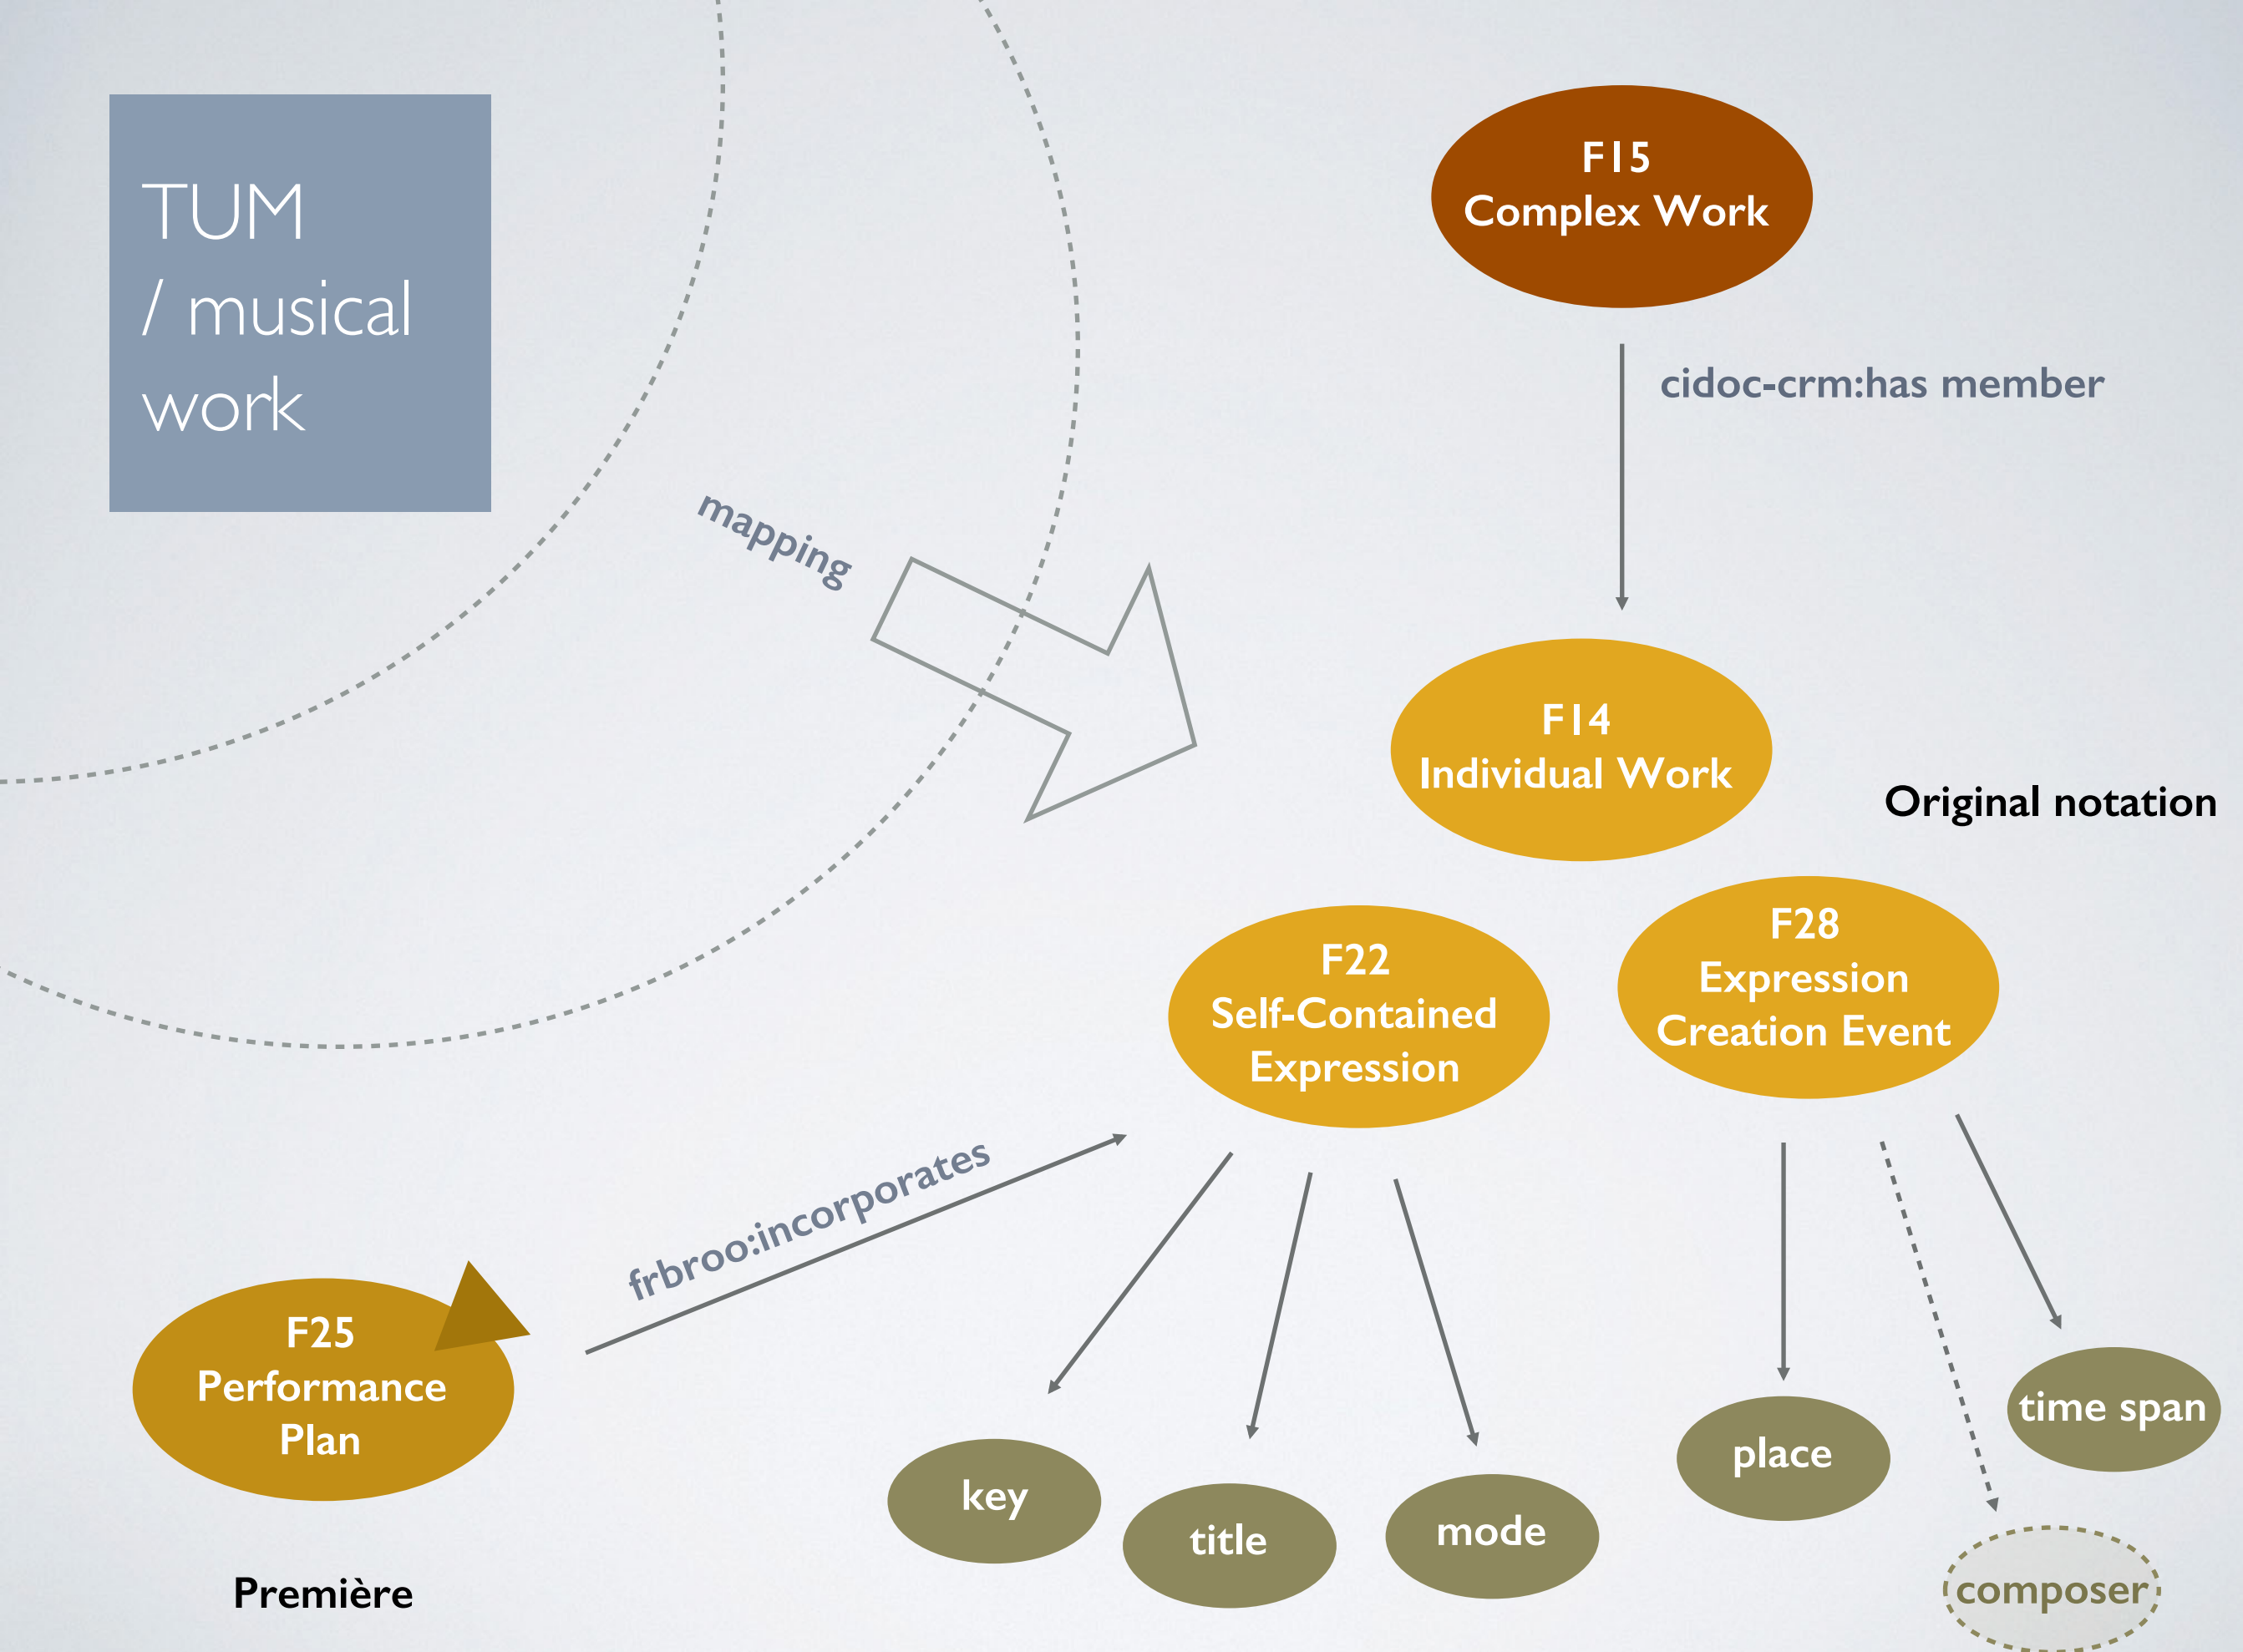 TUM
/ musical
work
F15
Complex Work
cidoc-crm:has member
mapping
F14
Individual Work
Original notation
F28
Expression
Creation Event
F22
Self-Contained
Expression
frbroo:incorporates
F25
Performance
Plan
Première
key
title
mode
place
time span
composer